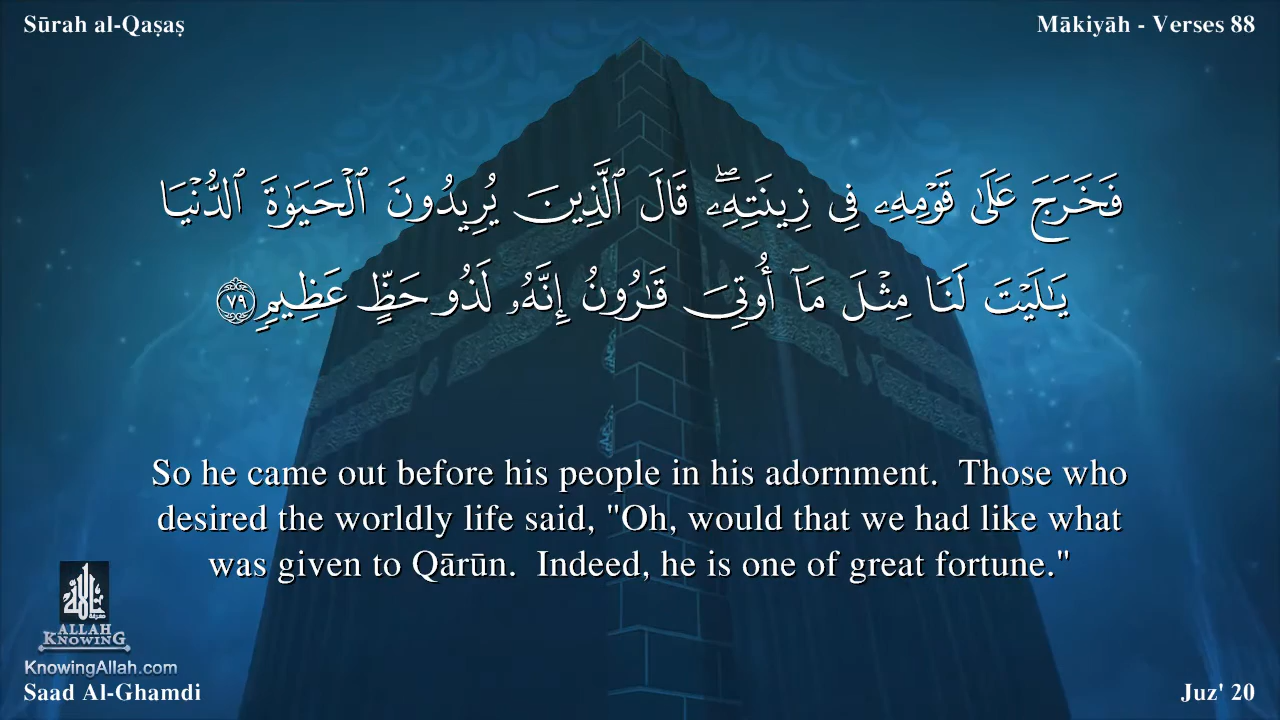 Sūrah al-Qaṣaṣ
Mākiyāh - Verses 88
فَخَرَجَ عَلَىٰ قَوْمِهِۦ فِى زِينَتِهِۦۖ قَالَ ٱلَّذِينَ يُرِيدُونَ ٱلْحَيَوٰةَ ٱلدُّنْيَا
يَٰلَيْتَ لَنَا مِثْلَ مَآ أُوتِىَ قَٰرُونُ إِنَّهُۥ لَذُو حَظٍّ عَظِيمٍ ٧٩
So he came out before his people in his adornment.  Those who
desired the worldly life said, "Oh, would that we had like what
was given to Qārūn.  Indeed, he is one of great fortune."
معرفة الله
ALLAH
KNOWING
KnowingAllah.com
Saad Al-Ghamdi
Juz' 20